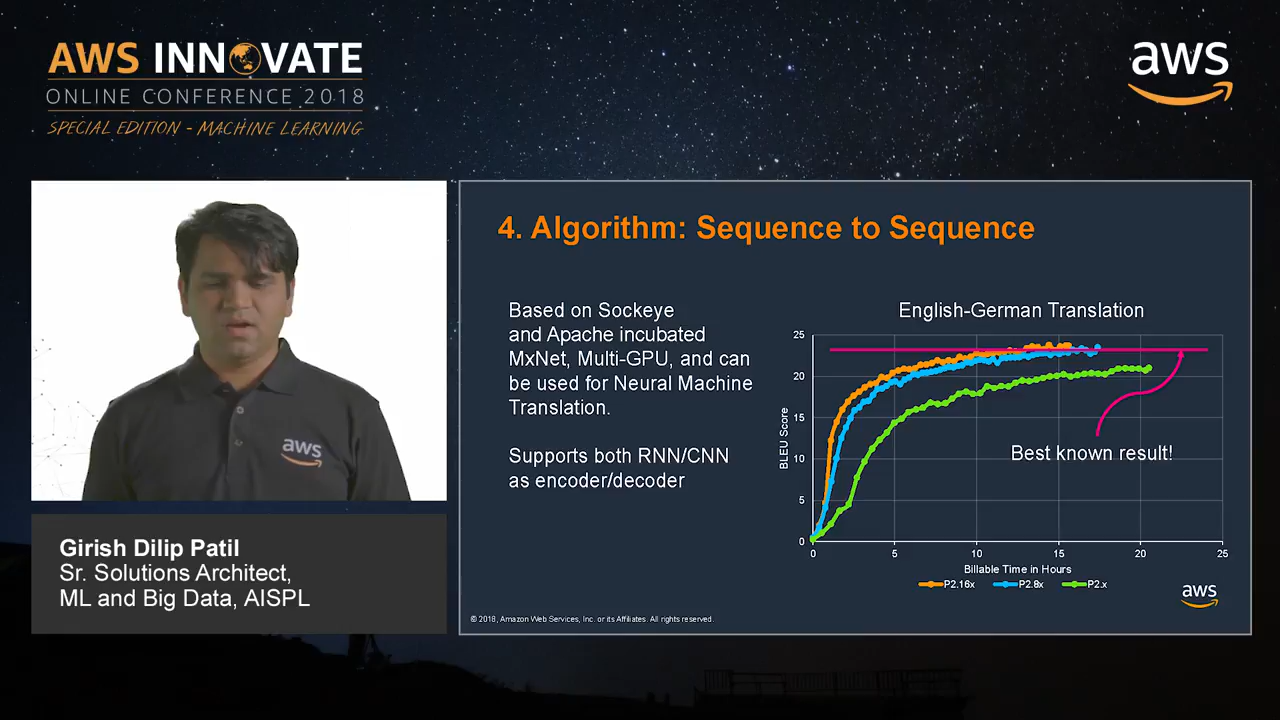 AWS INNOVATE
ONLINE CONFERENCE 2018
SPECIAL EDITION - MACHINE LEARNING
aws
aws
Girish Dilip Patil
Sr. Solutions Architect,
ML and Big Data, AISPL
4. Algorithm: Sequence to Sequence
Based on Sockeye
and Apache incubated
MxNet, Multi-GPU, and can
be used for Neural Machine
Translation.
Supports both RNN/CNN
as encoder/decoder
English-German Translation
25
20
15
10
5
0
BLEU Score
0 5 10 15 20 25
Billable Time in Hours
P2.16x P2.8x P2.x
Best known result!
aws
© 2018, Amazon Web Services, Inc. or its Affiliates. All rights reserved.